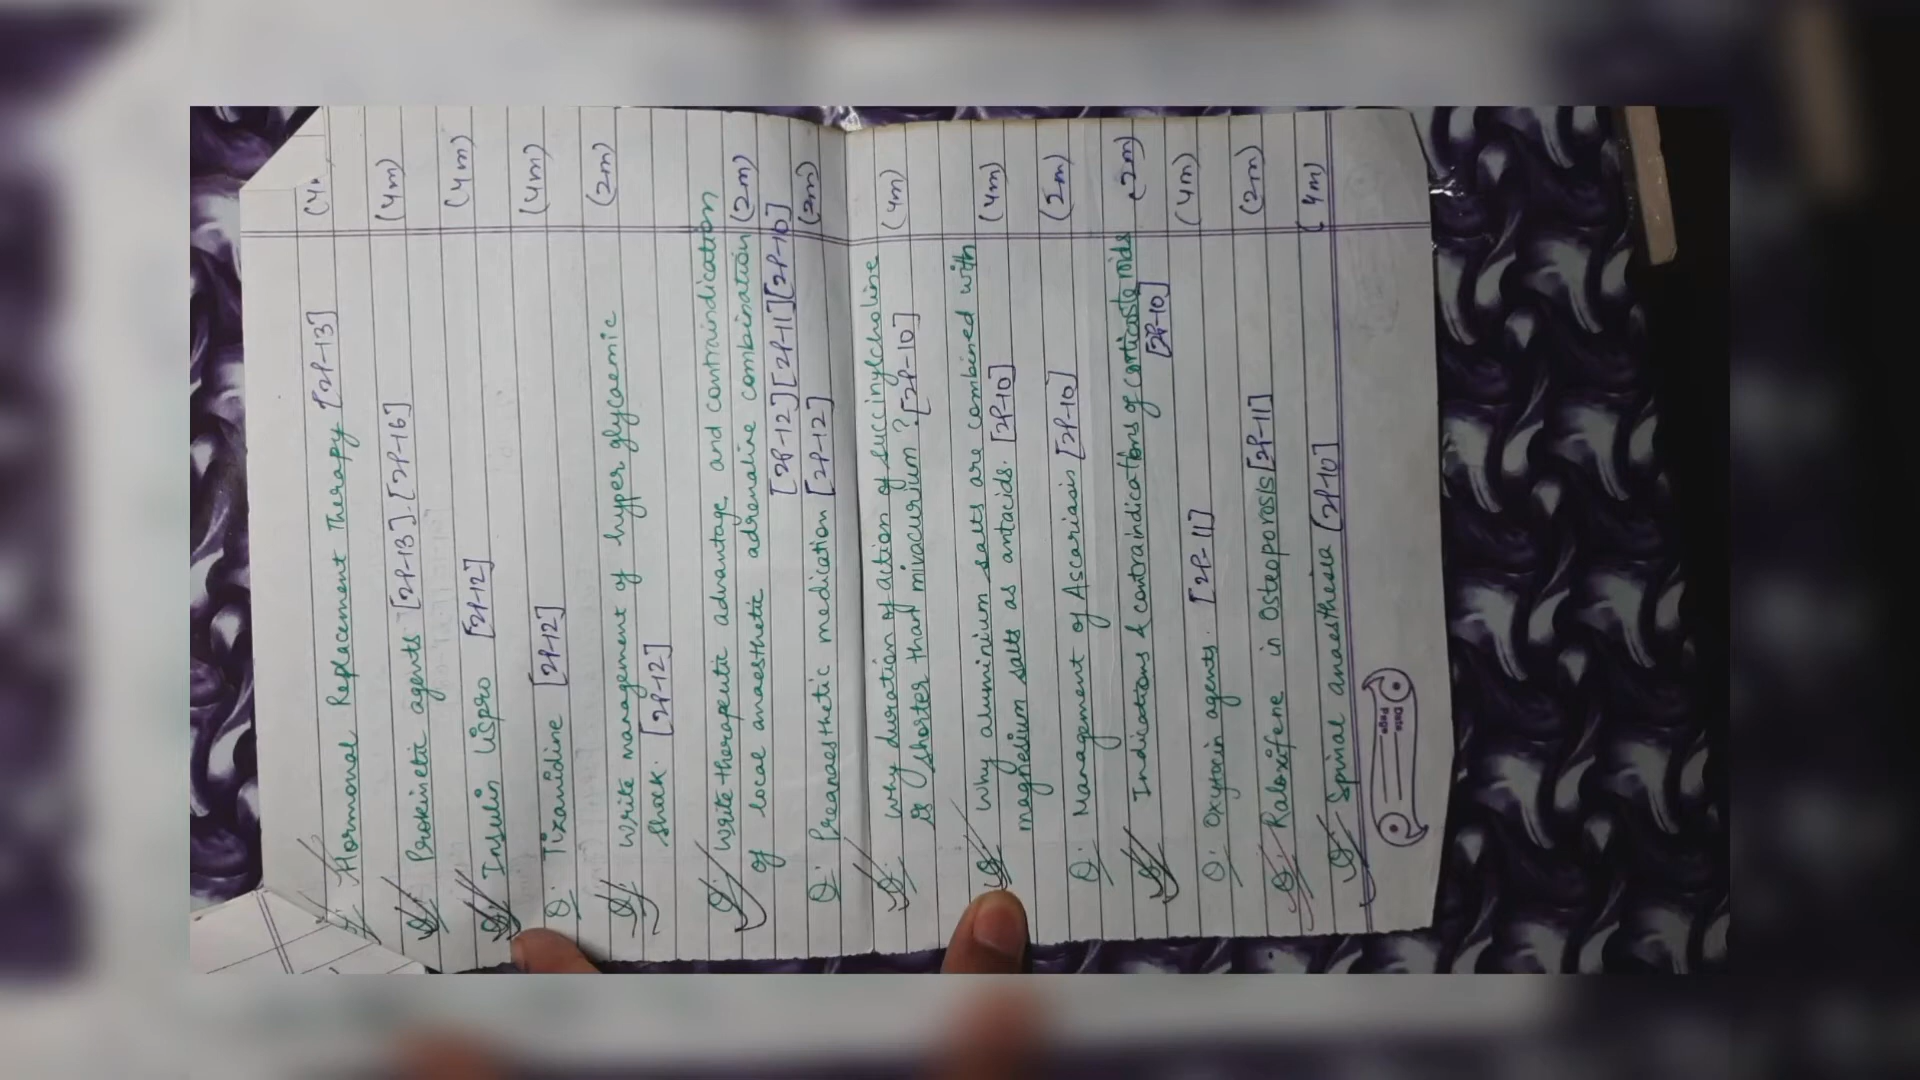 Q. Hormonal Replacement Therapy [2P-13] (4m
Q. Prokinetic agents [2P-13].[2P-16] (4m)
Q. Insulin Lispro [2P-12] (4m)
Q. Tizanidine [2P-12] (4m)
Q. Write management of hyper glycaemic (2m)
Shock. [2P-12]
Q. Write therapeutic advantage and contraindication
of local anaesthetic adrenaline combination (2m)
[2P-12][2P-11][2P-10]
Q. Preanaesthetic medication [2P-12] (2m)
Q. Why duration of action of succinylcholine (4m)
is shorter than mivacurium? [2P-10]
Q. Why aluminium salts are combined with (4m)
magnesium salts as antacids. [2P-10]
Q. Management of Ascariasis [2P-10] (2m)
Q. Indications & contraindications of corticosteroids (2m)
[2P-10]
Q. Oxytocin agents. [2P-11] (4m)
Q. Raloxifene in Osteoporosis [2P-11] (2m)
Q. Spinal anaesthesia [2P-10] (4m)
Date
Page